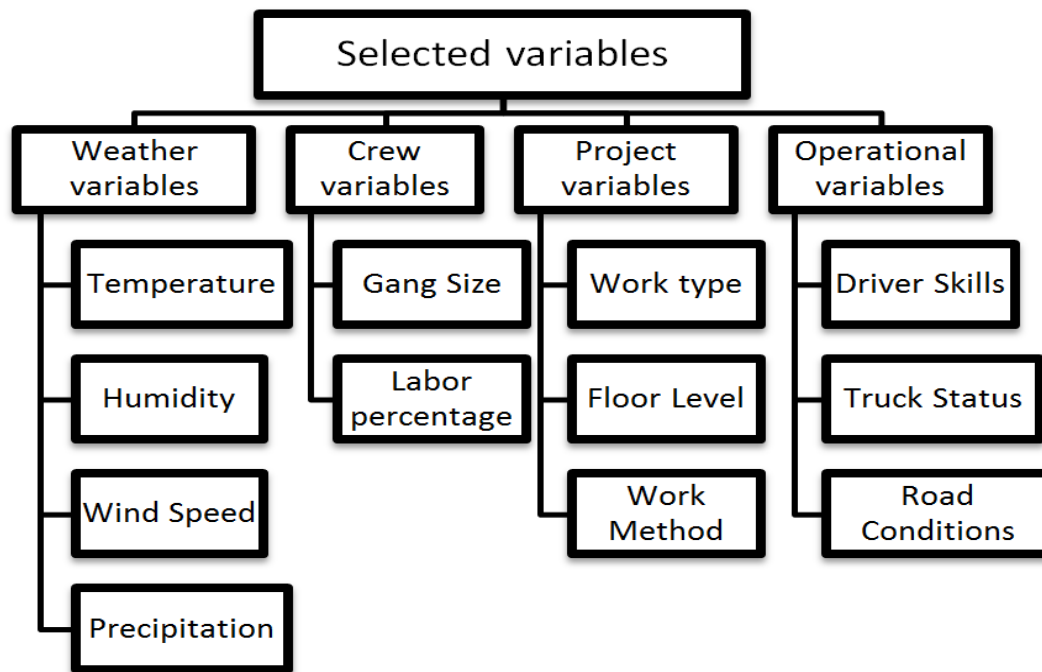 Selected variables
Weather
variables
Crew
variables
Project
variables
Operational
variables
Temperature
Humidity
Wind Speed
Precipitation
Gang Size
Labor
percentage
Work type
Floor Level
Work
Method
Driver Skills
Truck Status
Road
Conditions